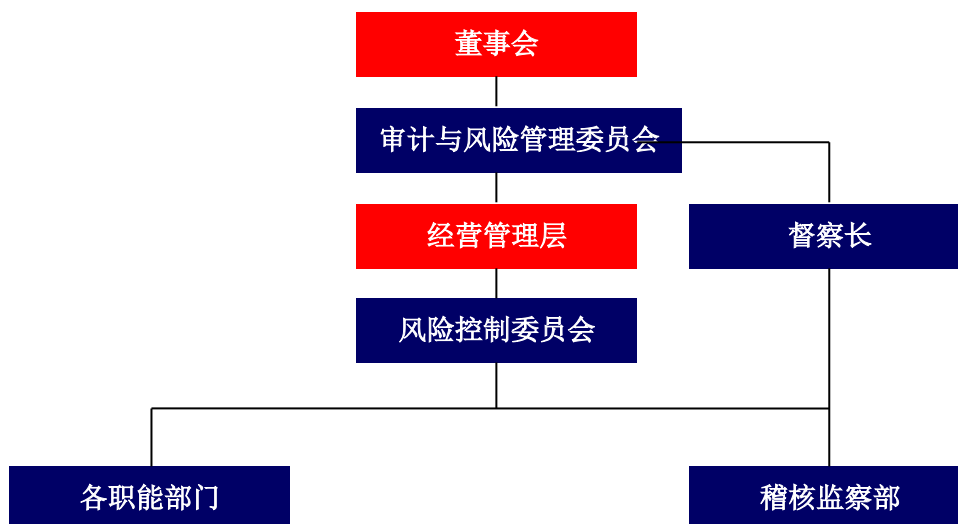 董事会
审计与风险管理委员会
经营管理层
督察长
风险控制委员会
各职能部门
稽核监察部